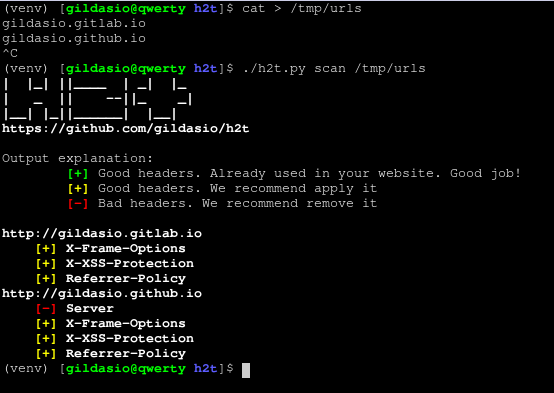 (venv) [gildasio@qwerty h2t]$ cat > /tmp/urls
gildasio.gitlab.io
gildasio.github.io
^C
(venv) [gildasio@qwerty h2t]$ ./h2t.py scan /tmp/urls
| |_| ||____ | _| |_
| _ || --||_ _|
|__| |_||______| |__|
https://github.com/gildasio/h2t
Output explanation:
[+] Good headers. Already used in your website. Good job!
[+] Good headers. We recommend apply it
[-] Bad headers. We recommend remove it
http://gildasio.gitlab.io
[+] X-Frame-Options
[+] X-XSS-Protection
[+] Referrer-Policy
http://gildasio.github.io
[-] Server
[+] X-Frame-Options
[+] X-XSS-Protection
[+] Referrer-Policy
(venv) [gildasio@qwerty h2t]$